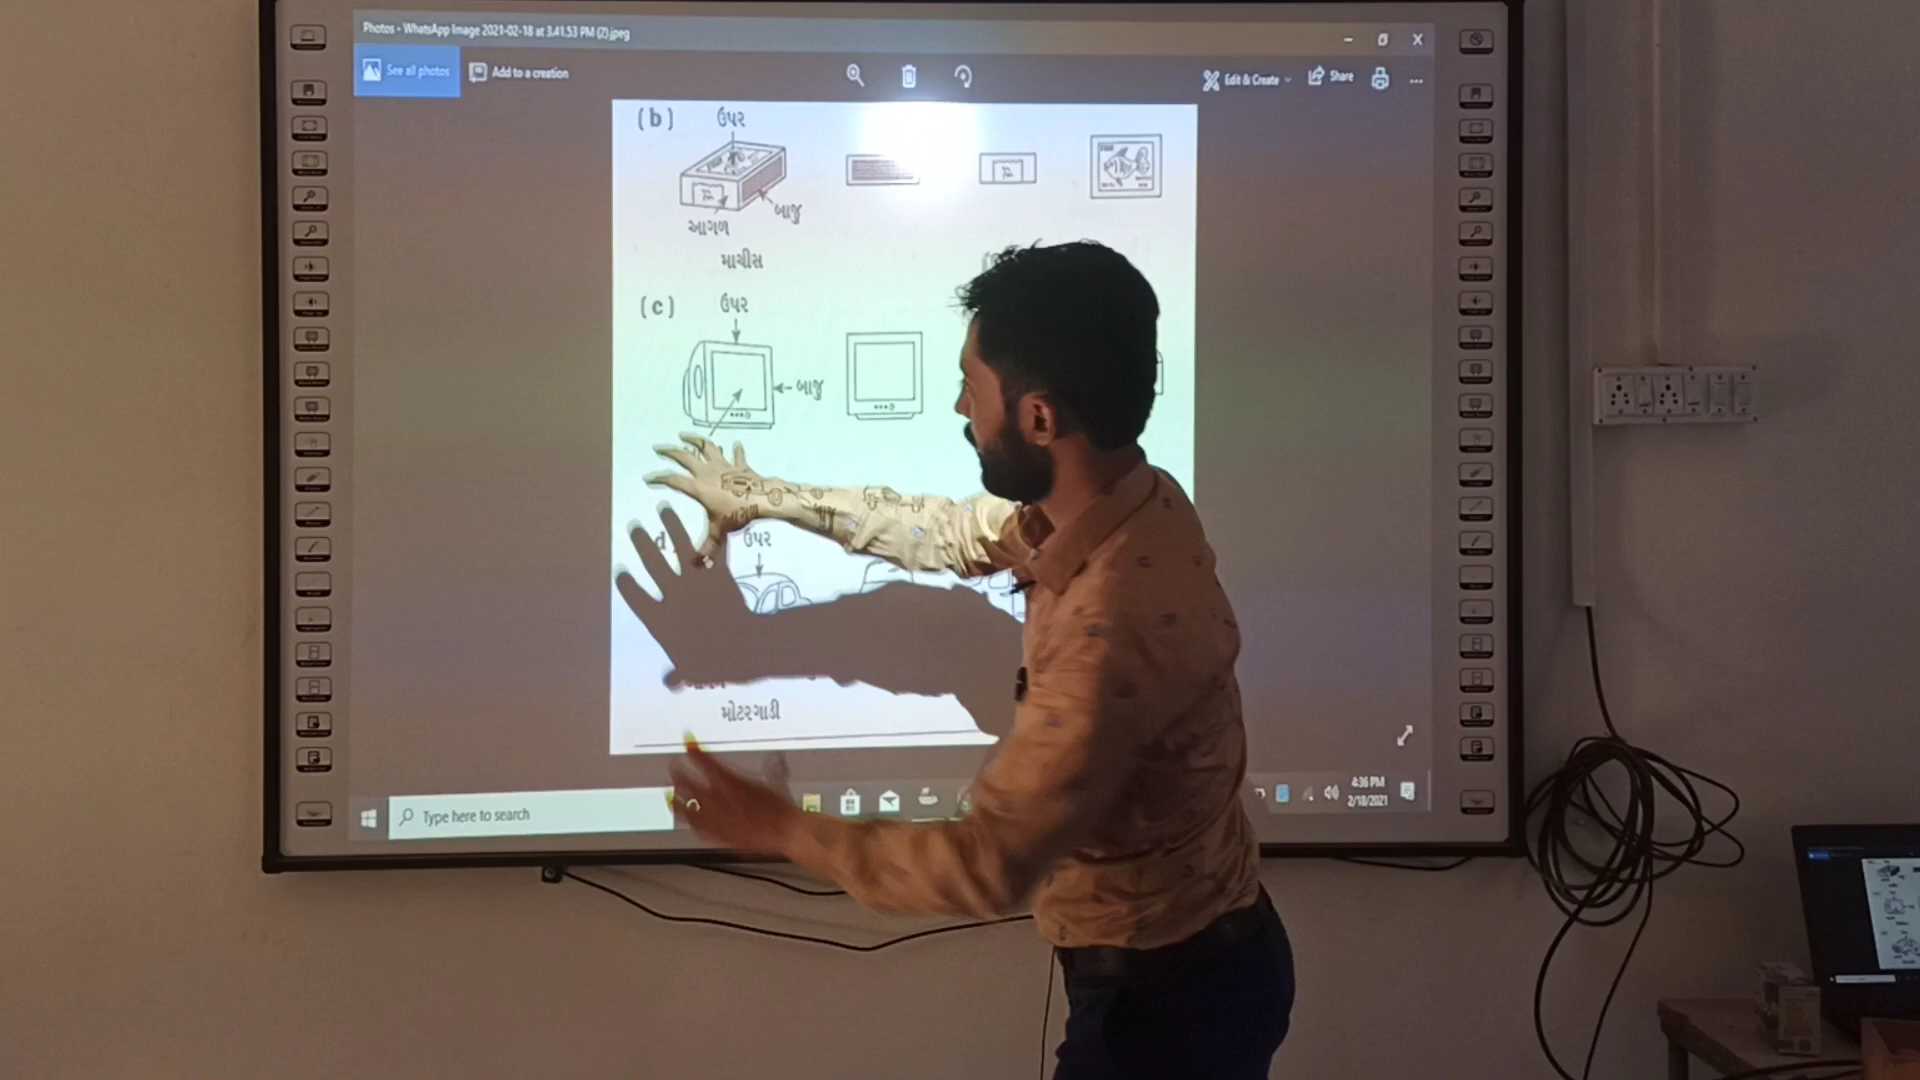 Photos - WhatsApp Image 2021-02-18 at 3.41.53 PM (2).jpeg
See all photos
Add to a creation
Edit & Create
Share
(b)
ઉપર
બાજુ
આગળ
માચીસ
(c)
ઉપર
બાજુ
આગળ
બાજુ
d
ઉપર
મોટરગાડી
Type here to search
4:36 PM
2/18/2021